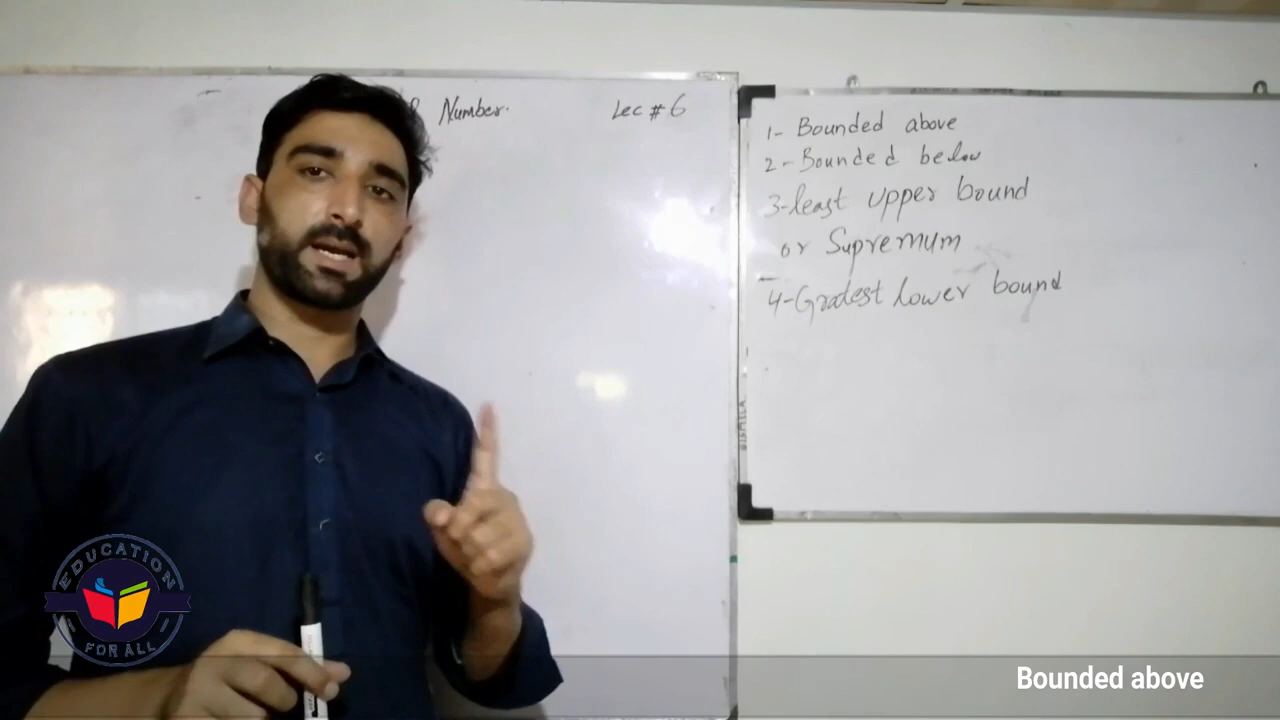 Number. Lec # 6
1- Bounded above
2- Bounded below
3-least upper bound
or Supremum
4-Gratest lower bound
EDUCATION
FOR ALL
Bounded above